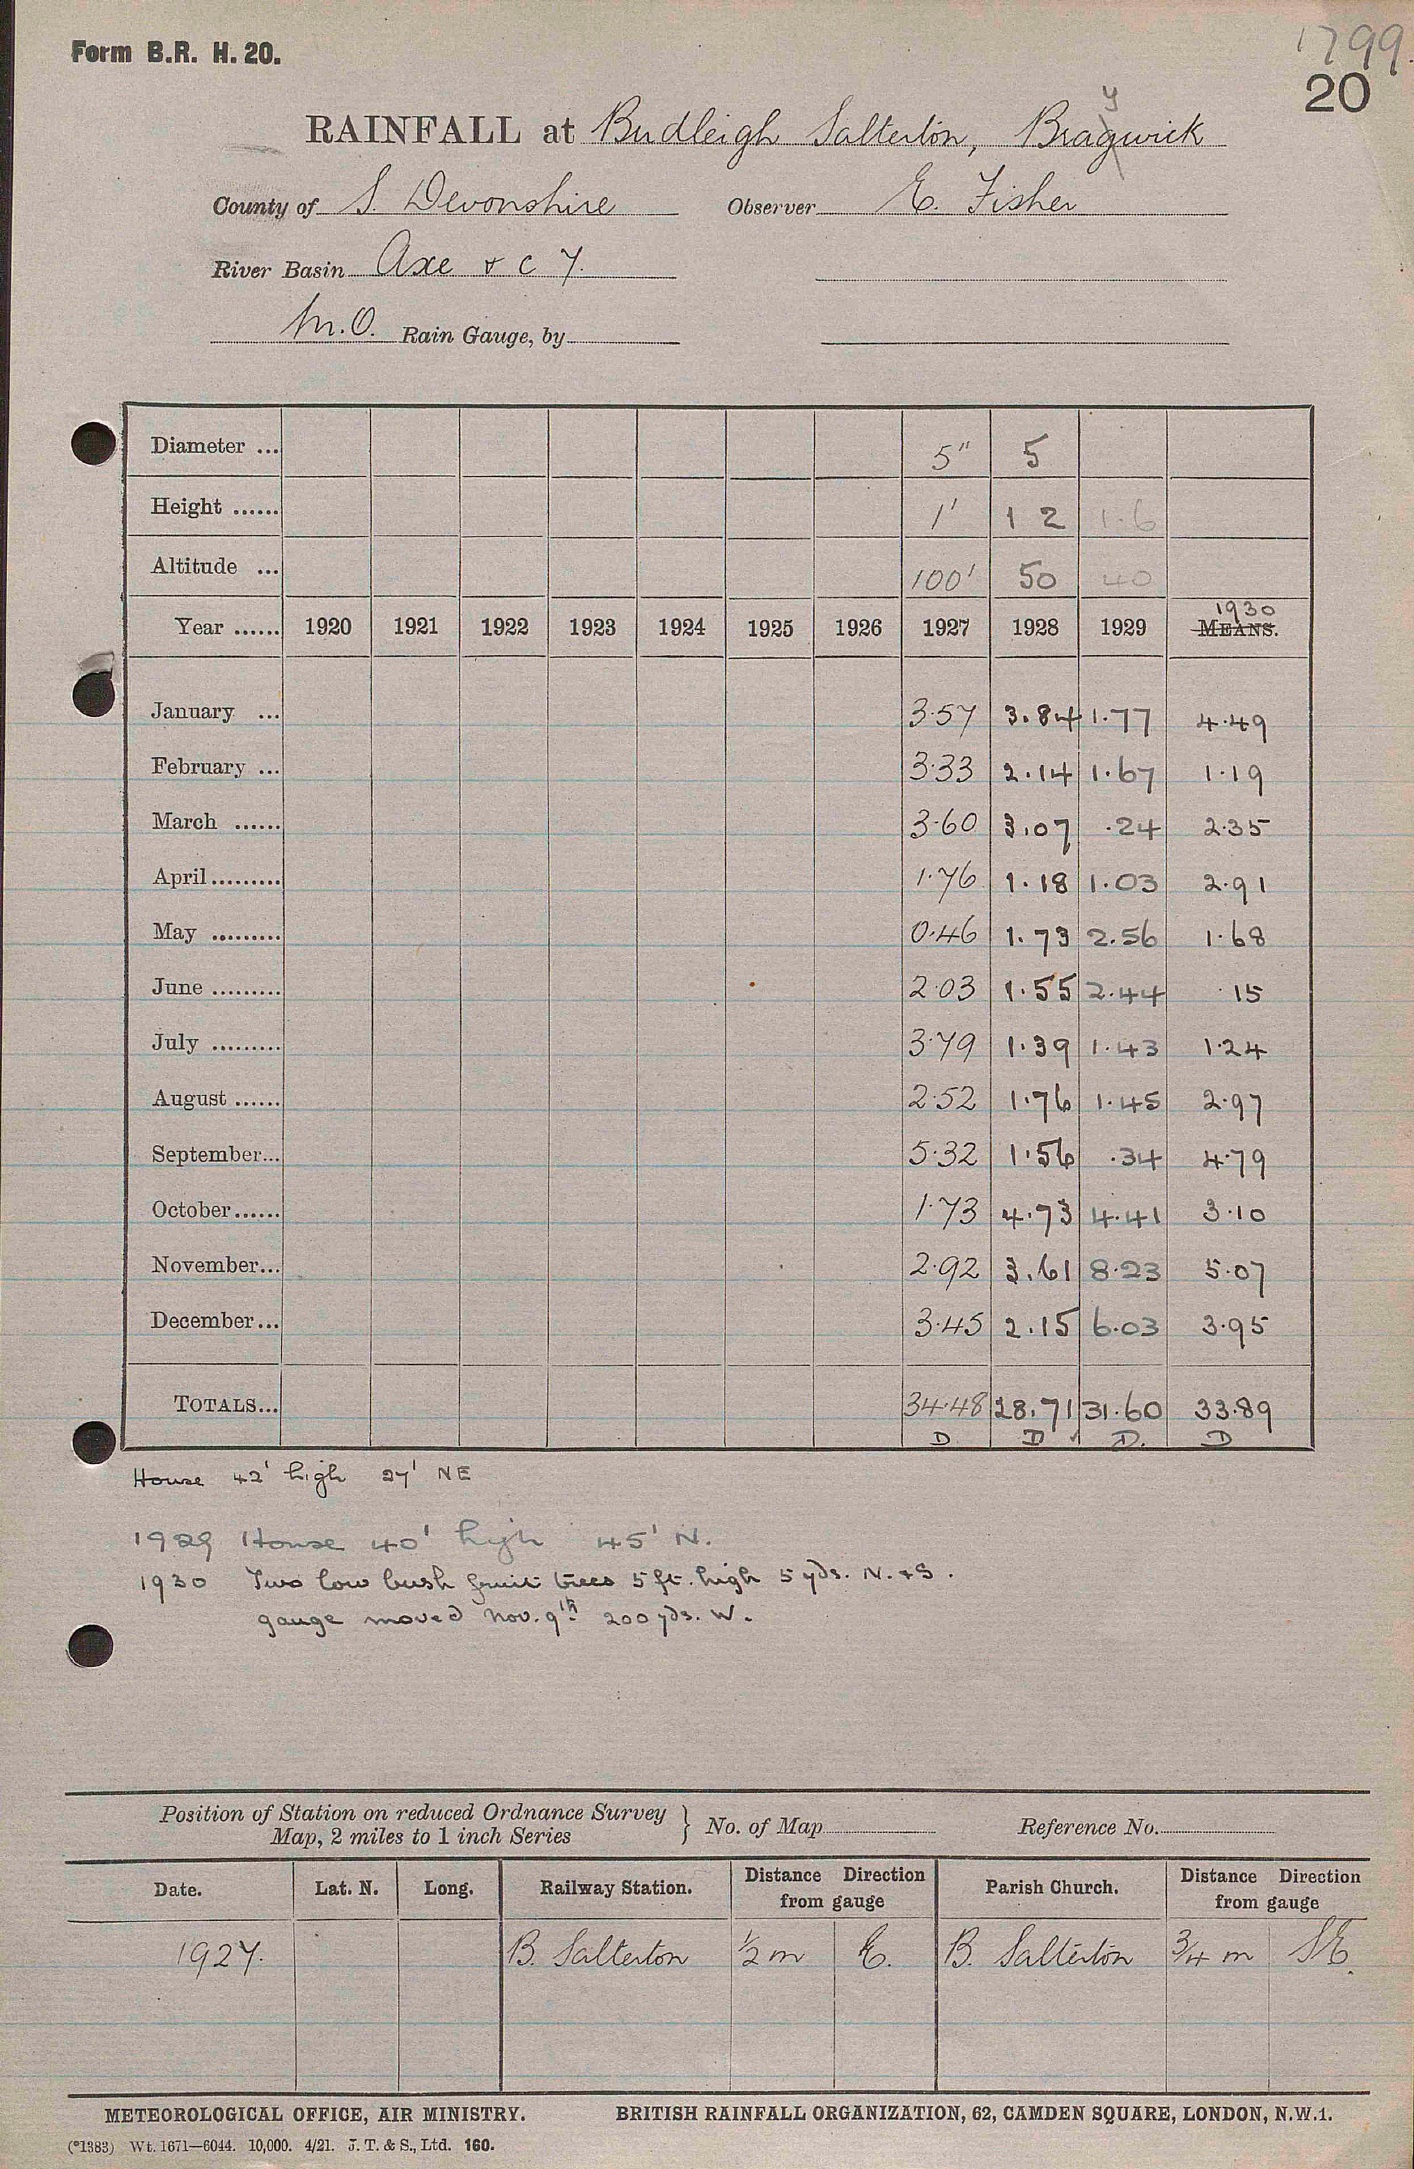 1799.
Form B.R. H. 20.
20
y
RAINFALL at Budleigh Salterton, Bragwick
County of S. Devonshire Observer E. Fisher
River Basin Axe & c 7.
M.O. Rain Gauge, by
Diameter ... 5" 5
Height ...... 1' 1 2 1.6
Altitude ... 100' 50 40
1930
Year ...... 1920 1921 1922 1923 1924 1925 1926 1927 1928 1929 MEANS.
January ... 3.57 3.84 1.77 4.49
February ... 3.33 2.14 1.67 1.19
March ...... 3.60 3.07 .24 2.35
April ......... 1.76 1.18 1.03 2.91
May ......... 0.46 1.73 2.56 1.68
June ......... 2.03 1.55 2.44 .15
July ......... 3.79 1.39 1.43 1.24
August ...... 2.52 1.76 1.45 2.97
September... 5.32 1.56 .34 4.79
October...... 1.73 4.73 4.41 3.10
November... 2.92 3.61 8.23 5.07
December... 3.45 2.15 6.03 3.95
TOTALS... 34.48 28.71 31.60 33.89
D D D. D
House 42' high 27' NE
1929 House 40' high 45' N.
1930 Two low bush fruit trees 5 ft. high 5 yds. N. & S.
gauge moved Nov. 9th 200 yds. W.
Position of Station on reduced Ordnance Survey
Map, 2 miles to 1 inch Series } No. of Map Reference No.
Date. Lat. N. Long. Railway Station. Distance Direction from gauge Parish Church. Distance Direction from gauge
1927. B. Salterton 1/2 m E. B. Salterton 3/4 m SE.
METEOROLOGICAL OFFICE, AIR MINISTRY. BRITISH RAINFALL ORGANIZATION, 62, CAMDEN SQUARE, LONDON, N.W.1.
(*1383) Wt. 1671—6044. 10,000. 4/21. J. T. & S., Ltd. 160.